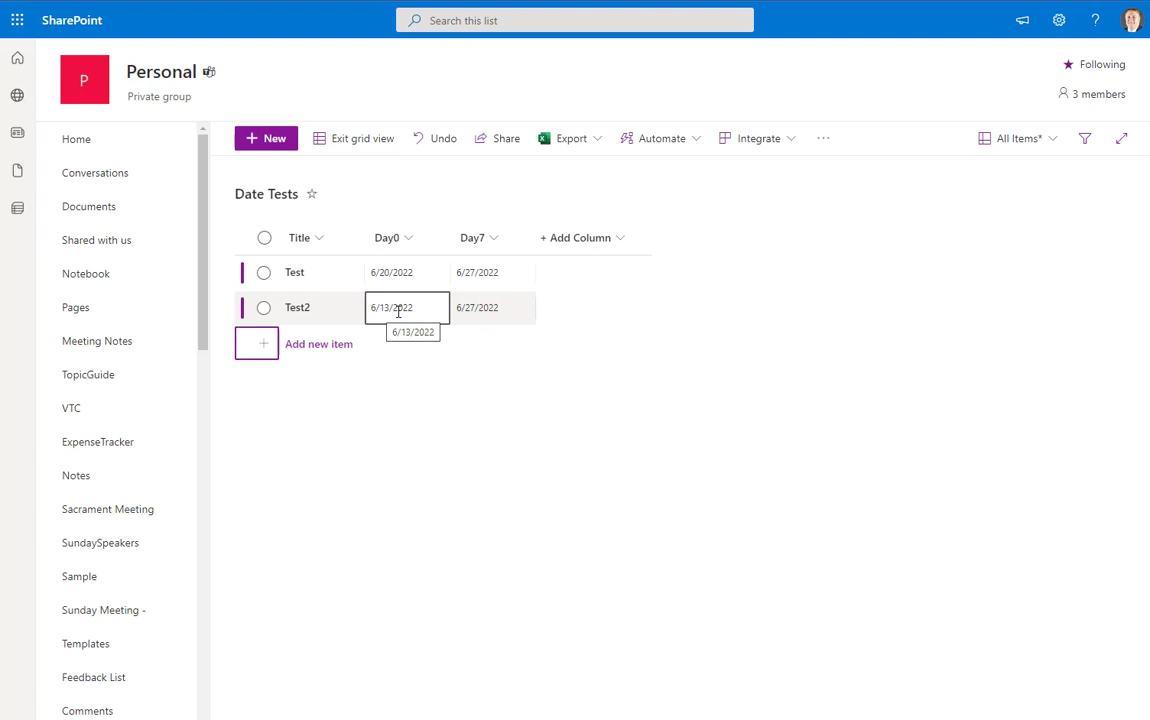 SharePoint
Search this list
?
P
Personal
Private group
Following
3 members
Home
Conversations
Documents
Shared with us
Notebook
Pages
Meeting Notes
TopicGuide
VTC
ExpenseTracker
Notes
Sacrament Meeting
SundaySpeakers
Sample
Sunday Meeting -
Templates
Feedback List
Comments
+ New
Exit grid view
Undo
Share
Export
Automate
Integrate
...
All Items*
Date Tests
Title Day0 Day7 + Add Column
Test 6/20/2022 6/27/2022
Test2 6/13/2022 6/27/2022
6/13/2022
+ Add new item